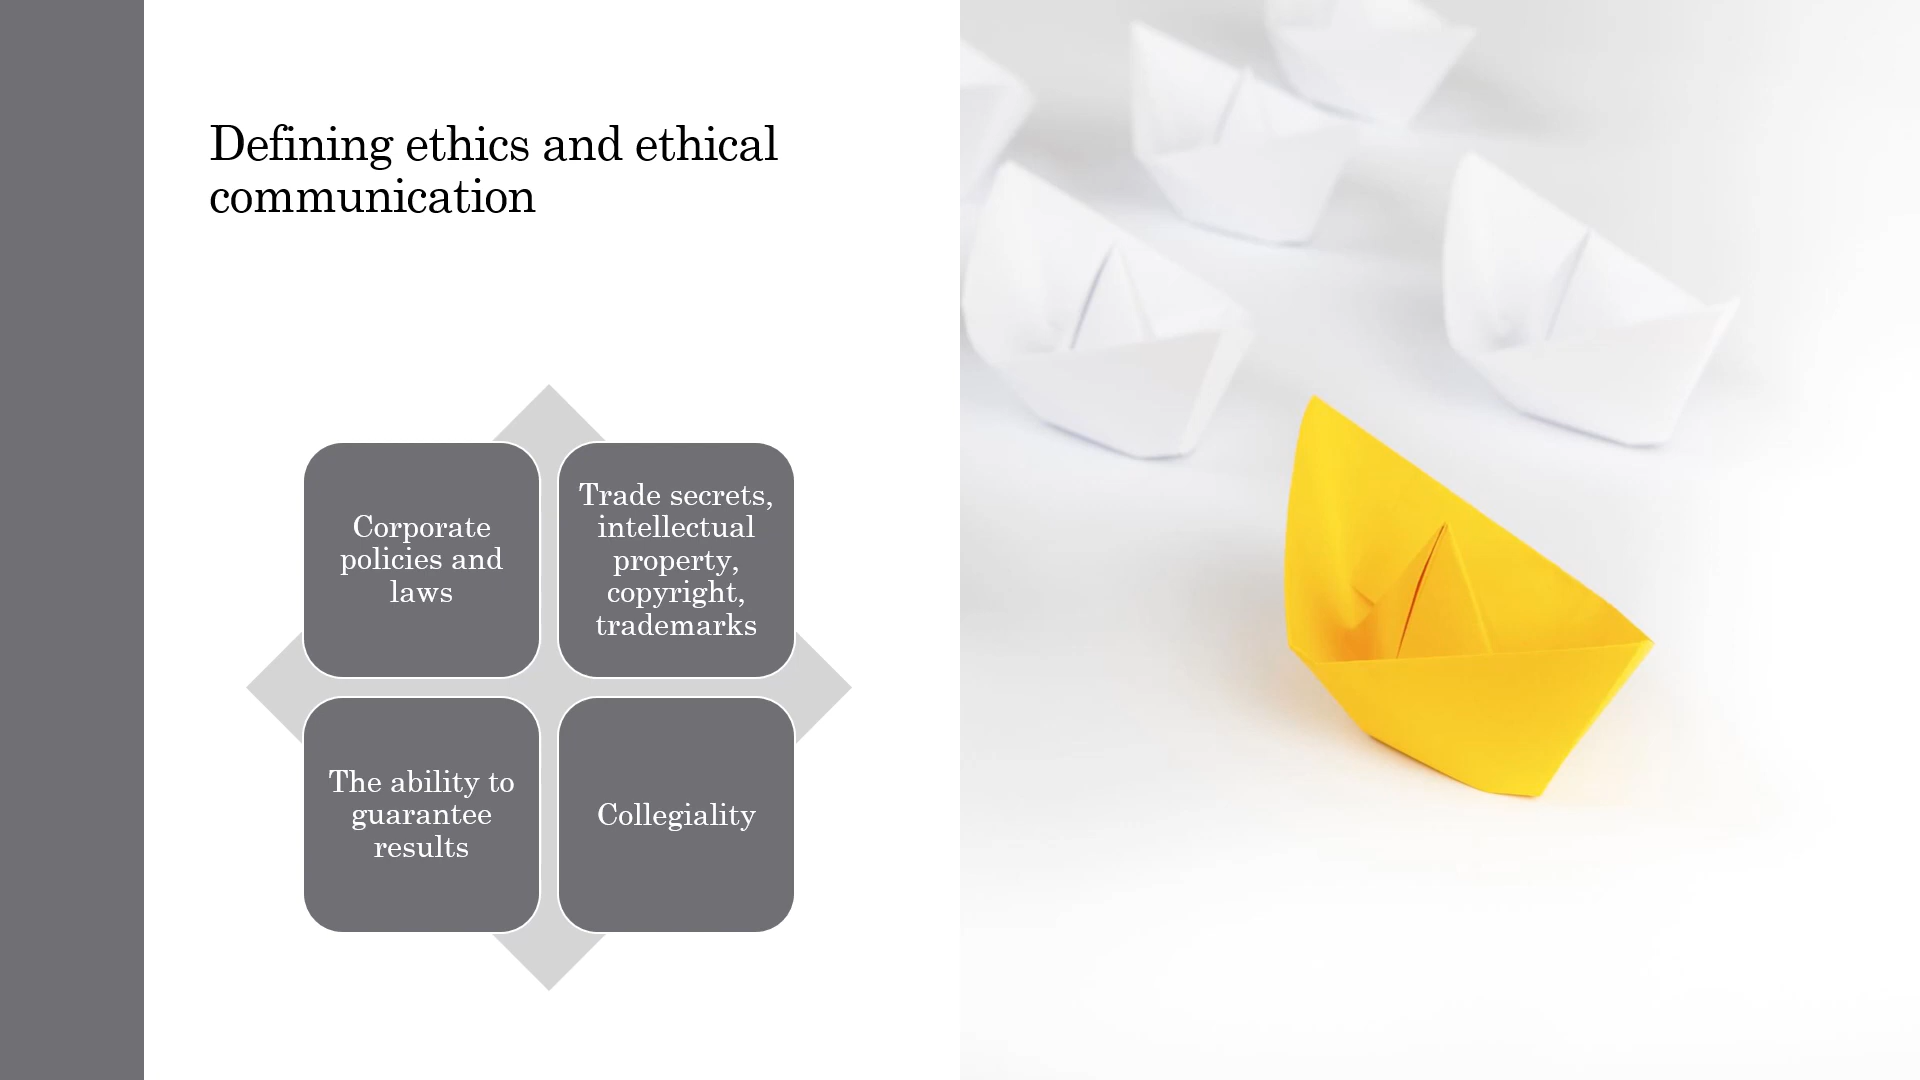 Defining ethics and ethical
communication
Corporate
policies and
laws
Trade secrets,
intellectual
property,
copyright,
trademarks
The ability to
guarantee
results
Collegiality